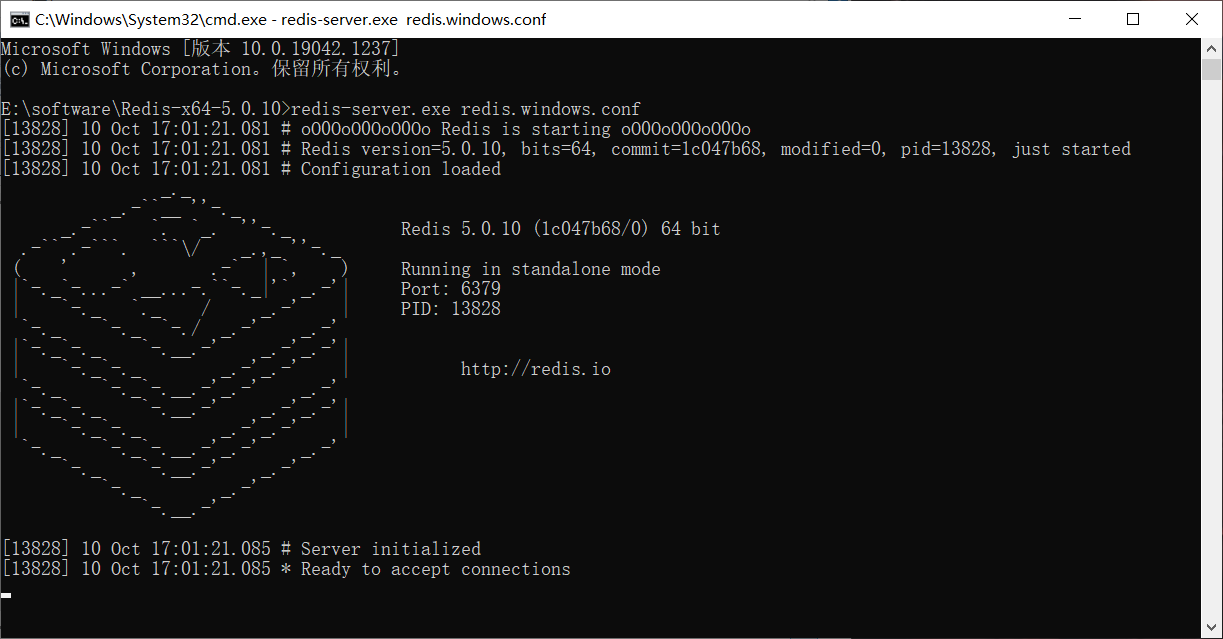 C:\Windows\System32\cmd.exe - redis-server.exe  redis.windows.conf
Microsoft Windows [版本 10.0.19042.1237]
(c) Microsoft Corporation。保留所有权利。
E:\software\Redis-x64-5.0.10>redis-server.exe redis.windows.conf
[13828] 10 Oct 17:01:21.081 # oO0OoO0OoO0Oo Redis is starting oO0OoO0OoO0Oo
[13828] 10 Oct 17:01:21.081 # Redis version=5.0.10, bits=64, commit=1c047b68, modified=0, pid=13828, just started
[13828] 10 Oct 17:01:21.081 # Configuration loaded
Redis 5.0.10 (1c047b68/0) 64 bit
Running in standalone mode
Port: 6379
PID: 13828
http://redis.io
[13828] 10 Oct 17:01:21.085 # Server initialized
[13828] 10 Oct 17:01:21.085 * Ready to accept connections